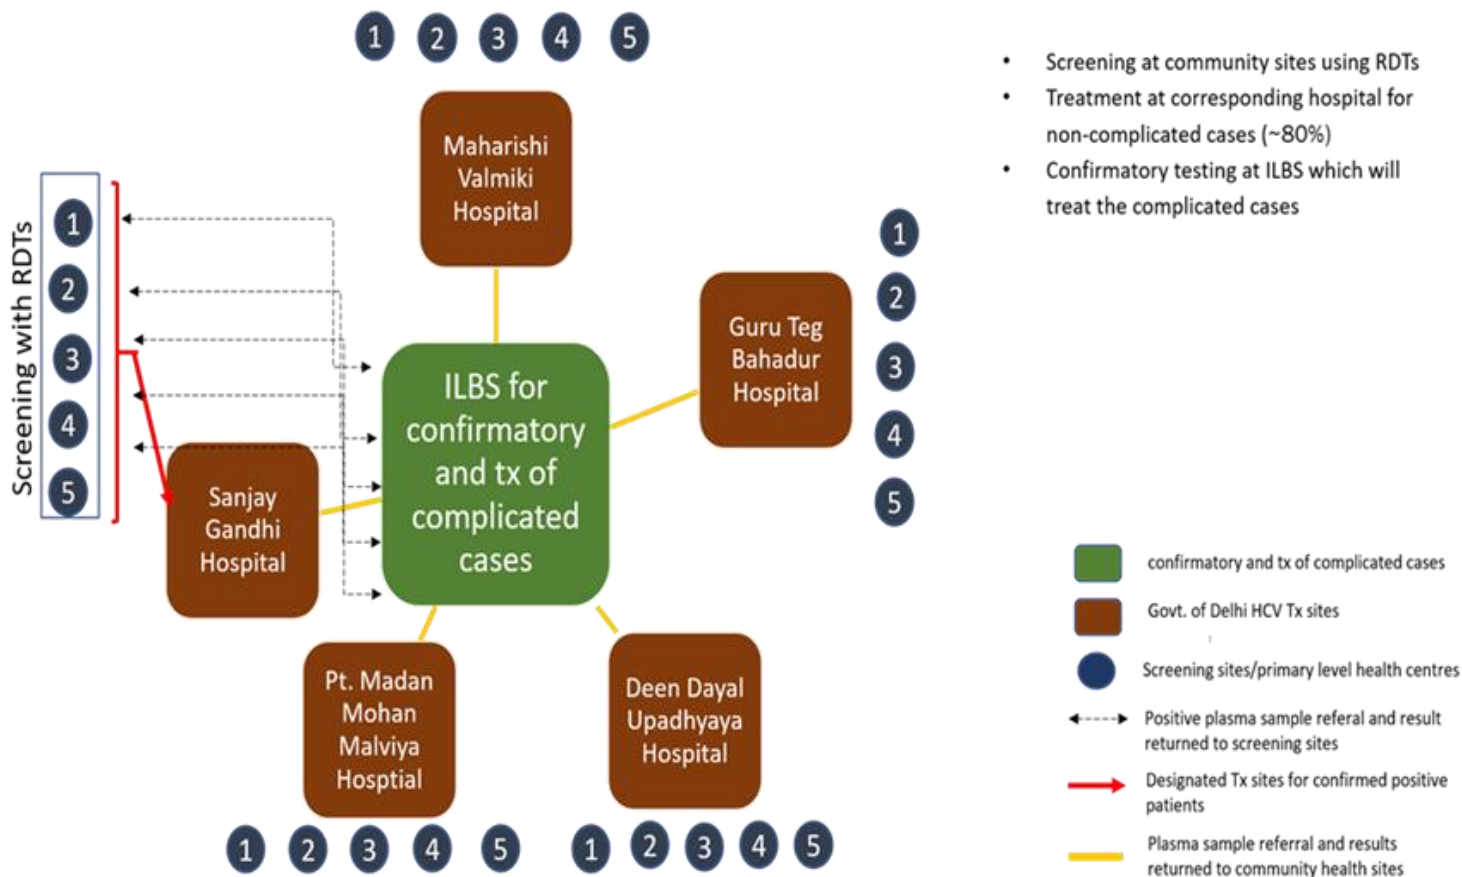 1 2 3 4 5
Maharishi
Valmiki
Hospital
• Screening at community sites using RDTs
• Treatment at corresponding hospital for
non-complicated cases (~80%)
• Confirmatory testing at ILBS which will
treat the complicated cases
Screening with RDTs
1
2
3
4
5
Guru Teg
Bahadur
Hospital
1
2
3
4
5
ILBS for
confirmatory
and tx of
complicated
cases
Sanjay
Gandhi
Hospital
Pt. Madan
Mohan
Malviya
Hosptial
1 2 3 4 5
Deen Dayal
Upadhyaya
Hospital
1 2 3 4 5
confirmatory and tx of complicated cases
Govt. of Delhi HCV Tx sites
Screening sites/primary level health centres
Positive plasma sample referal and result
returned to screening sites
Designated Tx sites for confirmed positive
patients
Plasma sample referral and results
returned to community health sites